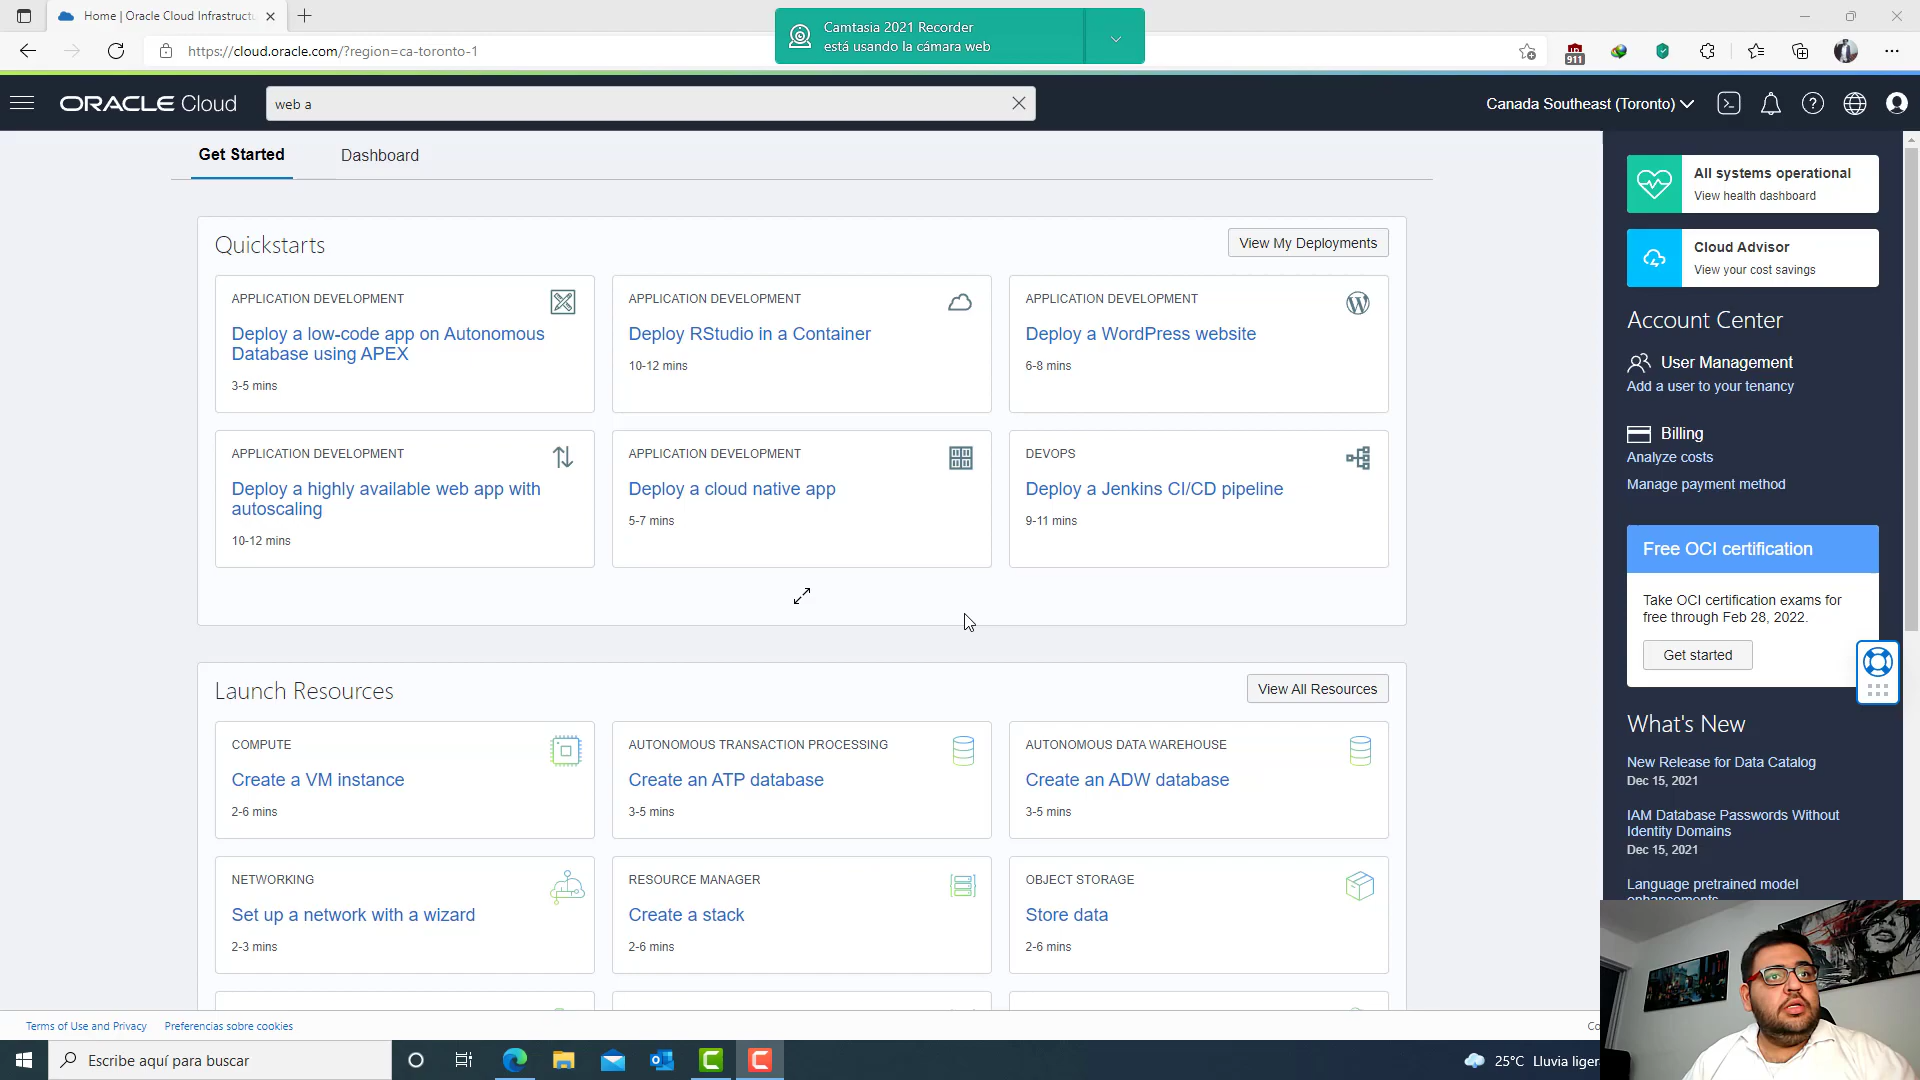 Home | Oracle Cloud Infrastructu
Camtasia 2021 Recorder
está usando la cámara web
https://cloud.oracle.com/?region=ca-toronto-1
911
ORACLE Cloud
web a
Canada Southeast (Toronto)
Get Started
Dashboard
Quickstarts
View My Deployments
APPLICATION DEVELOPMENT
Deploy a low-code app on Autonomous
Database using APEX
3-5 mins
APPLICATION DEVELOPMENT
Deploy RStudio in a Container
10-12 mins
APPLICATION DEVELOPMENT
Deploy a WordPress website
6-8 mins
APPLICATION DEVELOPMENT
Deploy a highly available web app with
autoscaling
10-12 mins
APPLICATION DEVELOPMENT
Deploy a cloud native app
5-7 mins
DEVOPS
Deploy a Jenkins CI/CD pipeline
9-11 mins
Launch Resources
View All Resources
COMPUTE
Create a VM instance
2-6 mins
AUTONOMOUS TRANSACTION PROCESSING
Create an ATP database
3-5 mins
AUTONOMOUS DATA WAREHOUSE
Create an ADW database
3-5 mins
NETWORKING
Set up a network with a wizard
2-3 mins
RESOURCE MANAGER
Create a stack
2-6 mins
OBJECT STORAGE
Store data
2-6 mins
All systems operational
View health dashboard
Cloud Advisor
View your cost savings
Account Center
User Management
Add a user to your tenancy
Billing
Analyze costs
Manage payment method
Free OCI certification
Take OCI certification exams for
free through Feb 28, 2022.
Get started
What's New
New Release for Data Catalog
Dec 15, 2021
IAM Database Passwords Without
Identity Domains
Dec 15, 2021
Language pretrained model
enhancements
Terms of Use and Privacy
Preferencias sobre cookies
Co
Escribe aquí para buscar
25°C Lluvia liger